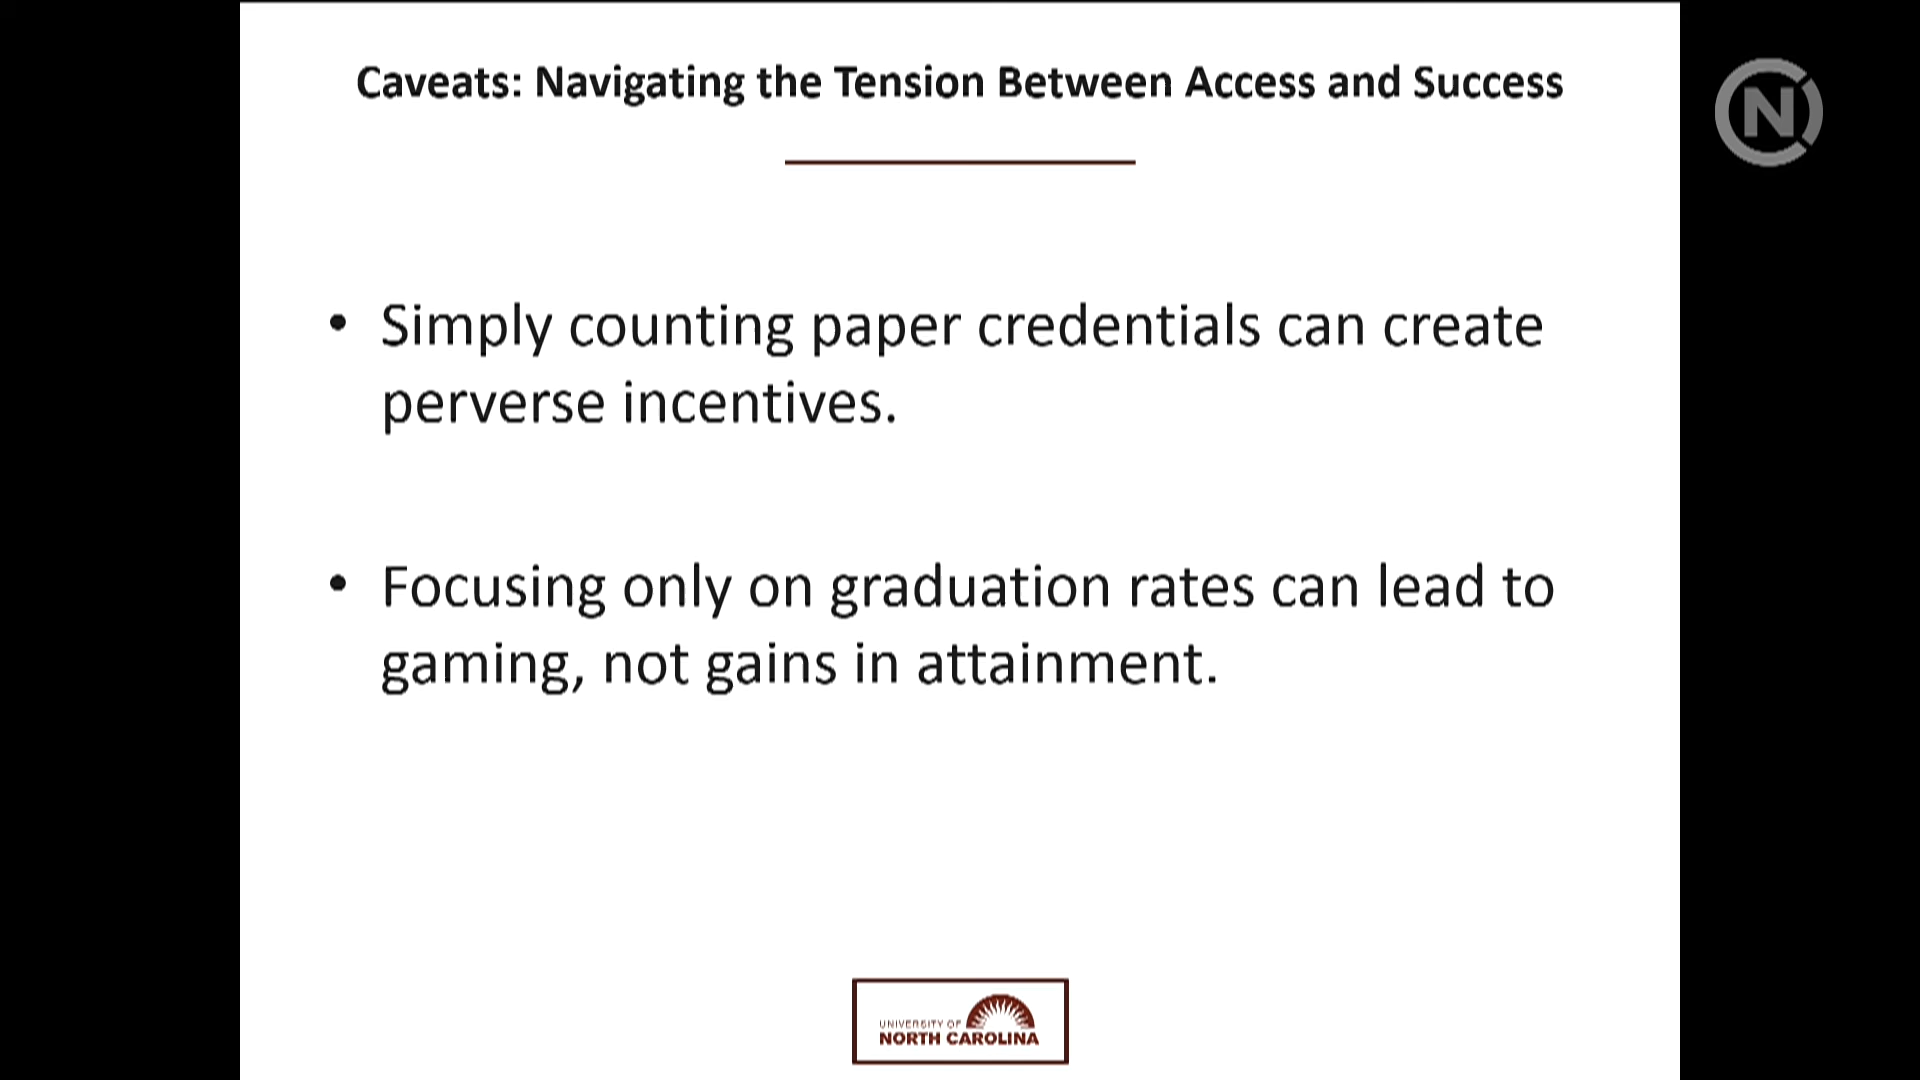 Caveats: Navigating the Tension Between Access and Success
• Simply counting paper credentials can create
perverse incentives.
• Focusing only on graduation rates can lead to
gaming, not gains in attainment.
UNIVERSITY OF
NORTH CAROLINA
N